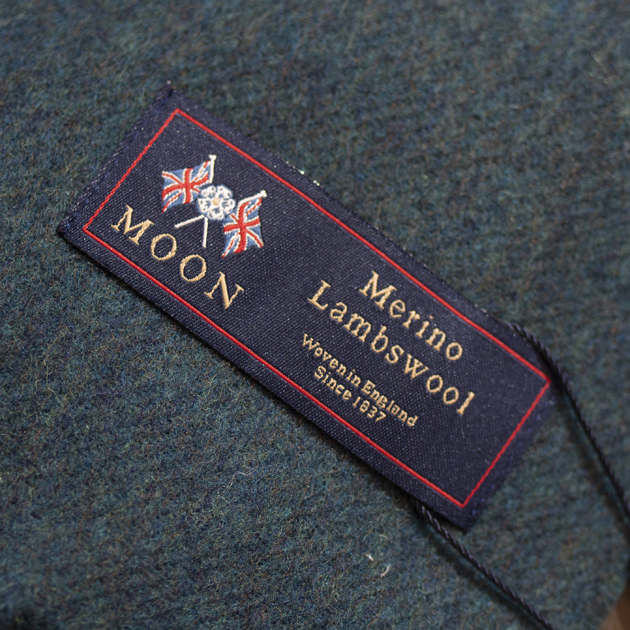 MOON
Merino
Lambswool
Woven in England
Since 1837